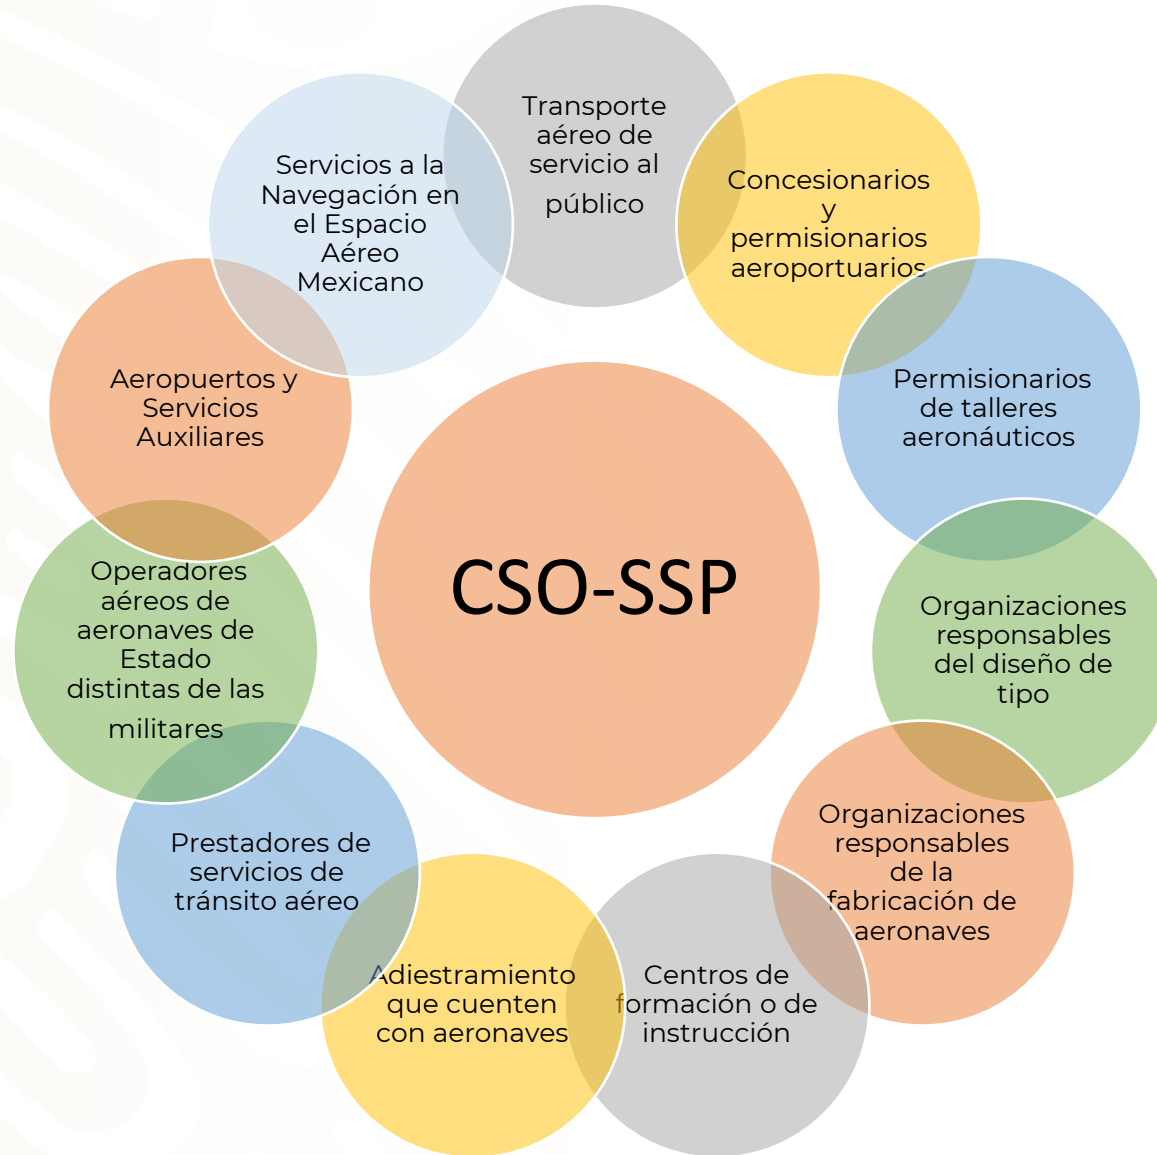 Transporte
aéreo de
servicio al
público
Concesionarios
y
permisionarios
aeroportuarios
Permisionarios
de talleres
aeronáuticos
Organizaciones
responsables
del diseño de
tipo
Organizaciones
responsables
de la
fabricación de
aeronaves
Centros de
formación o de
instrucción
Adiestramiento
que cuenten
con aeronaves
Prestadores de
servicios de
tránsito aéreo
Operadores
aéreos de
aeronaves de
Estado
distintas de las
militares
Aeropuertos y
Servicios
Auxiliares
Servicios a la
Navegación en
el Espacio
Aéreo
Mexicano
CSO-SSP